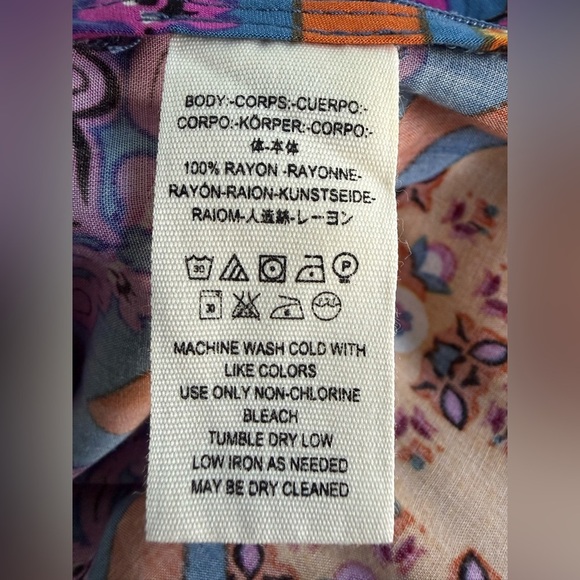 BODY:-CORPS:-CUERPO:-
CORPO:-KÖRPER:-CORPO:-
体-本体
100% RAYON -RAYONNE-
RAYÓN-RAION-KUNSTSEIDE-
RAIOM-人造絲-レーヨン
30
P
30
MACHINE WASH COLD WITH
LIKE COLORS
USE ONLY NON-CHLORINE
BLEACH
TUMBLE DRY LOW
LOW IRON AS NEEDED
MAY BE DRY CLEANED